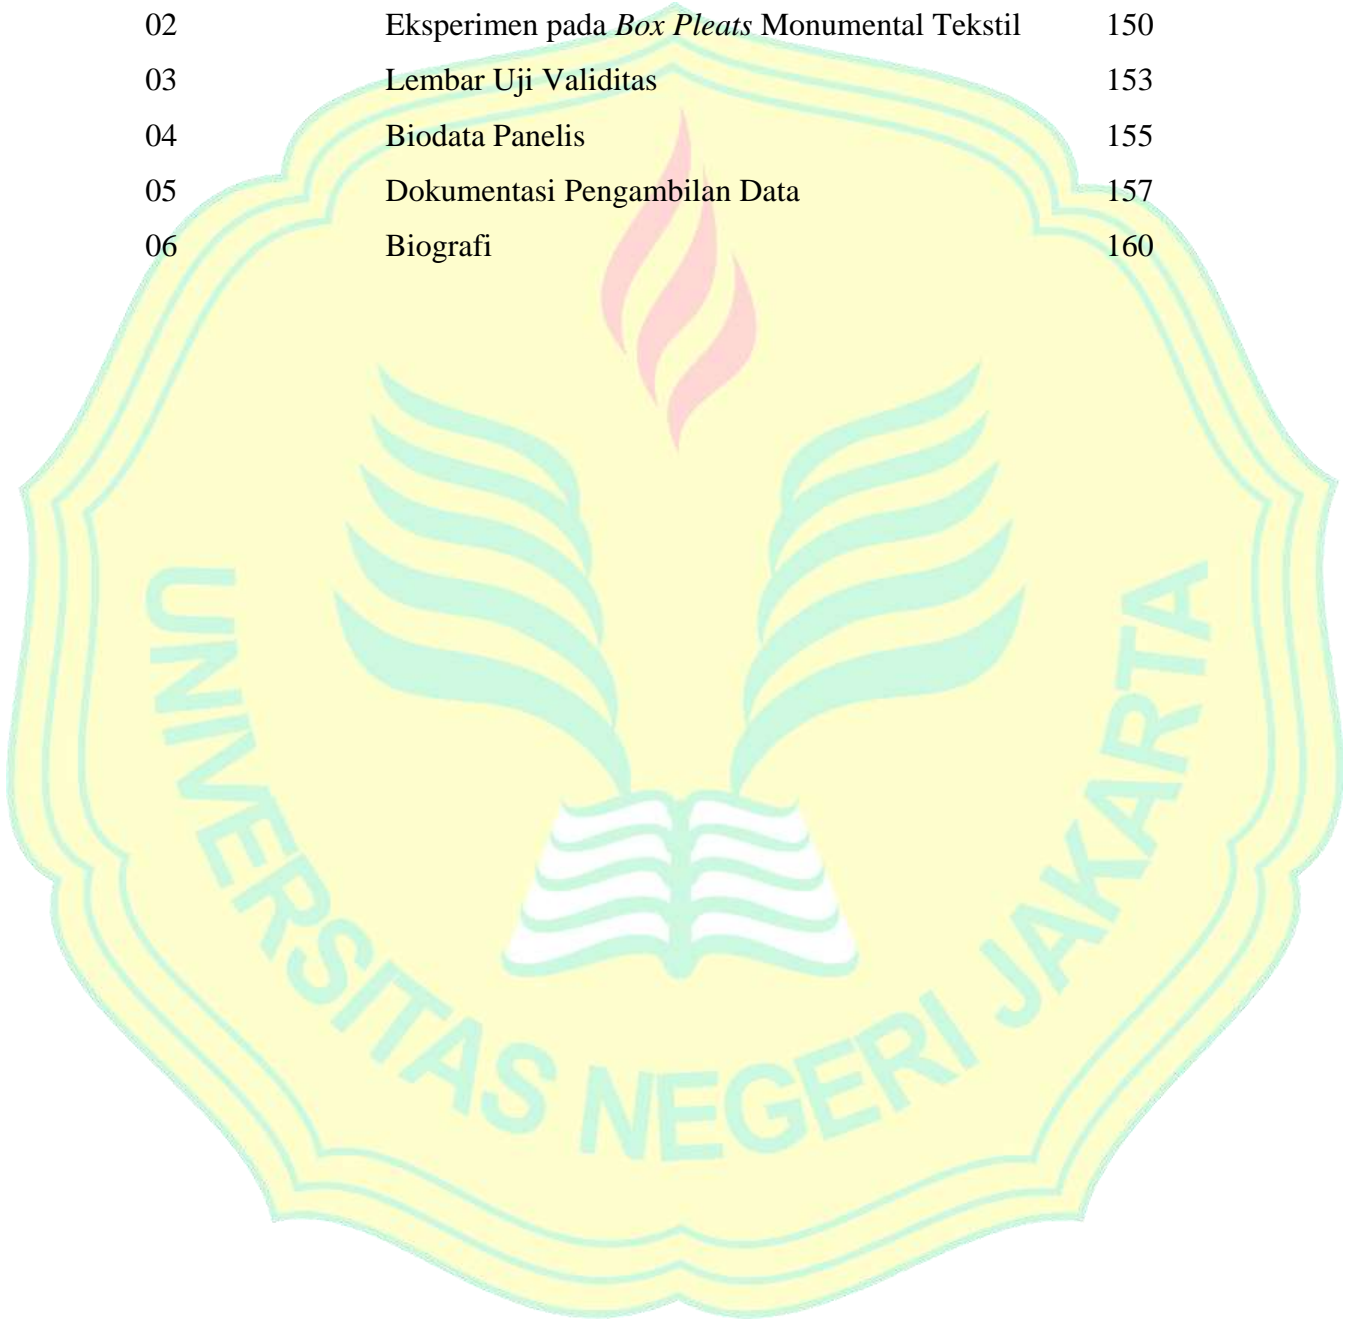 02 Eksperimen pada Box Pleats Monumental Tekstil 150
03 Lembar Uji Validitas 153
04 Biodata Panelis 155
05 Dokumentasi Pengambilan Data 157
06 Biografi 160
UNIVERSITAS NEGERI JAKARTA